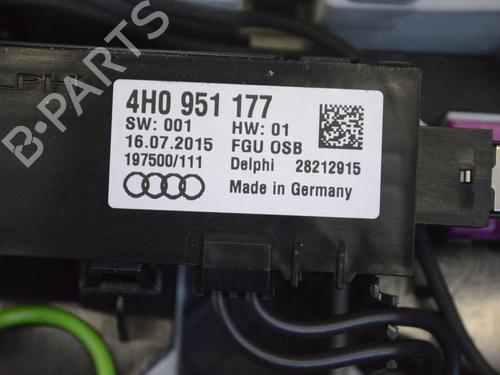 4H0 951 177
SW: 001 HW: 01
16.07.2015 FGU OSB
197500/111 Delphi 28212915
Made in Germany